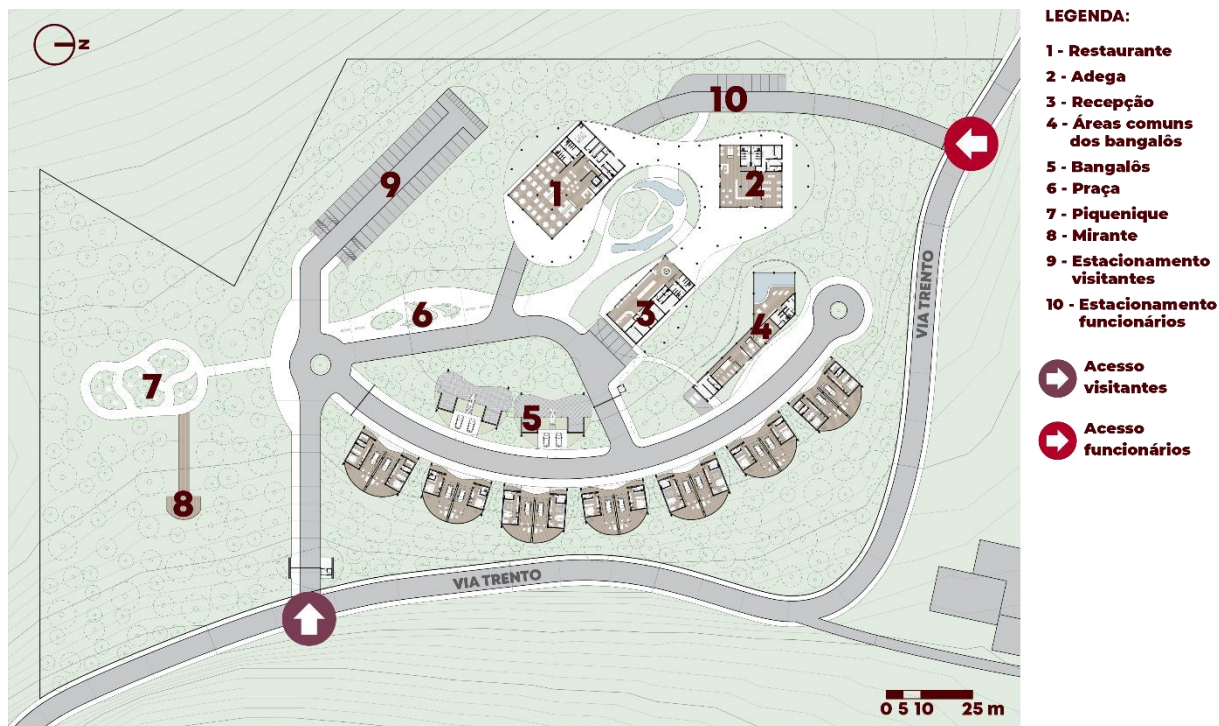 N
1
2
3
4
5
6
7
8
9
10
VIA TRENTO
VIA TRENTO
0 5 10 25 m
LEGENDA:
1 - Restaurante
2 - Adega
3 - Recepção
4 - Áreas comuns
dos bangalôs
5 - Bangalôs
6 - Praça
7 - Piquenique
8 - Mirante
9 - Estacionamento
visitantes
10 - Estacionamento
funcionários
Acesso
visitantes
Acesso
funcionários